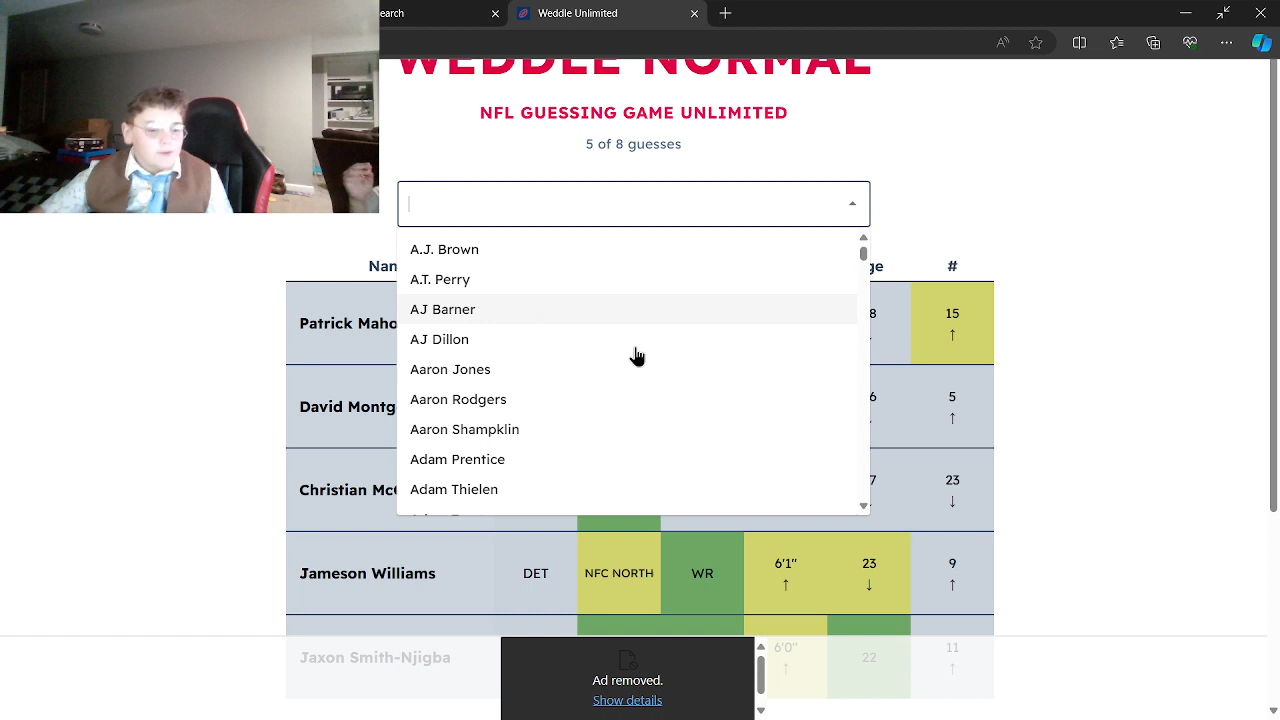 earch
Weddle Unlimited
WEDDLE NORMAL
NFL GUESSING GAME UNLIMITED
5 of 8 guesses
A.J. Brown
A.T. Perry
AJ Barner
AJ Dillon
Aaron Jones
Aaron Rodgers
Aaron Shampklin
Adam Prentice
Adam Thielen
Nan ge #
Patrick Maho 8 15 ↑
David Montg 6 5 ↑
Christian Mc 7 23 ↓
Jameson Williams DET NFC NORTH WR 6'1" ↑ 23 ↓ 9 ↑
Jaxon Smith-Njigba 6'0" ↑ 22 11 ↑
Ad removed.
Show details